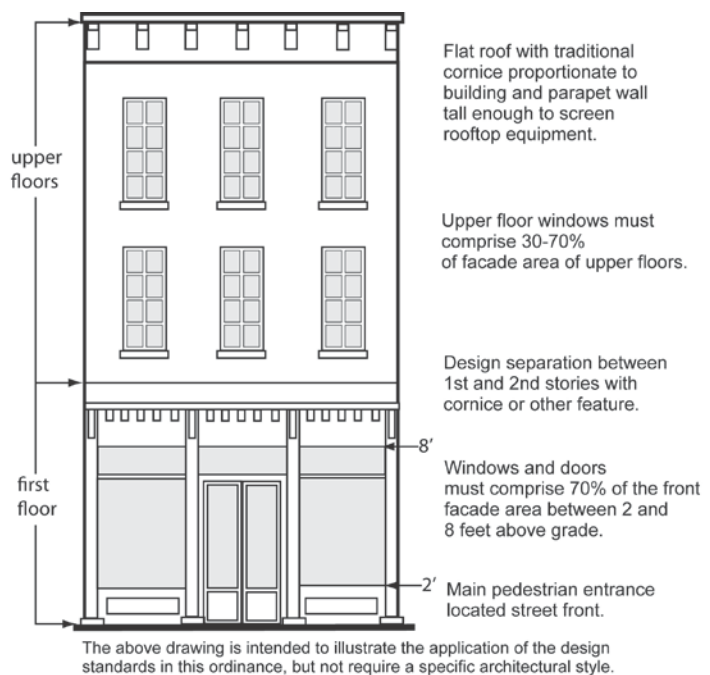 Flat roof with traditional
cornice proportionate to
building and parapet wall
tall enough to screen
rooftop equipment.
upper
floors
Upper floor windows must
comprise 30-70%
of facade area of upper floors.
Design separation between
1st and 2nd stories with
cornice or other feature.
8'
Windows and doors
must comprise 70% of the front
facade area between 2 and
8 feet above grade.
first
floor
2'
Main pedestrian entrance
located street front.
The above drawing is intended to illustrate the application of the design
standards in this ordinance, but not require a specific architectural style.